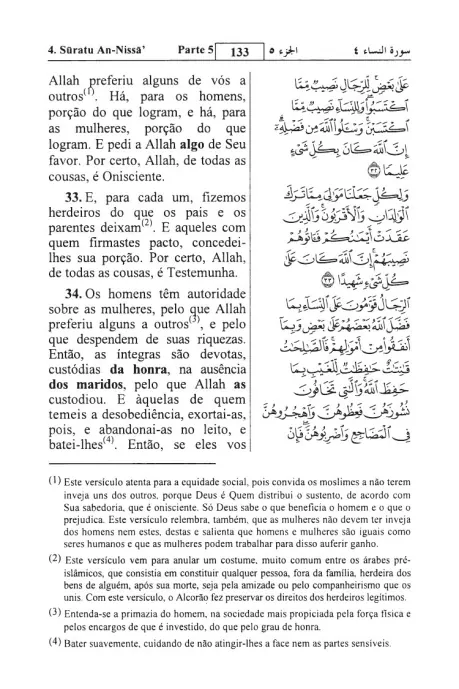 4. Sūratu An-Nissā’ Parte 5 133 الجزء ٥ سورة النساء ٤
Allah preferiu alguns de vós a
outros(1). Há, para os homens,
porção do que logram, e há, para
as mulheres, porção do que
logram. E pedi a Allah algo de Seu
favor. Por certo, Allah, de todas as
cousas, é Onisciente.
33. E, para cada um, fizemos
herdeiros do que os pais e os
parentes deixam(2). E aqueles com
quem firmastes pacto, concedei-
lhes sua porção. Por certo, Allah,
de todas as cousas, é Testemunha.
34. Os homens têm autoridade
sobre as mulheres, pelo que Allah
preferiu alguns a outros(3), e pelo
que despendem de suas riquezas.
Então, as íntegras são devotas,
custódias da honra, na ausência
dos maridos, pelo que Allah as
custodiou. E àquelas de quem
temeis a desobediência, exortai-as,
pois, e abandonai-as no leito, e
batei-lhes(4). Então, se eles vos
عَلَىٰ بَعْضٍ لِّلرِّجَالِ نَصِيبٌ مِّمَّا
ٱكْتَسَبُوا۟ وَلِلنِّسَآءِ نَصِيبٌ مِّمَّا
ٱكْتَسَبْنَ وَسْـَٔلُوا۟ ٱللَّهَ مِن فَضْلِهِۦٓ
إِنَّ ٱللَّهَ كَانَ بِكُلِّ شَىْءٍ
عَلِيمًا ﴿٣٢﴾
وَلِكُلٍّ جَعَلْنَا مَوَٰلِىَ مِمَّا تَرَكَ
ٱلْوَٰلِدَانِ وَٱلْأَقْرَبُونَ وَٱلَّذِينَ
عَقَدَتْ أَيْمَـٰنُكُمْ فَـَٔاتُوهُمْ
نَصِيبَهُمْ إِنَّ ٱللَّهَ كَانَ عَلَىٰ
كُلِّ شَىْءٍ شَهِيدًا ﴿٣٣﴾
ٱلرِّجَالُ قَوَّٰمُونَ عَلَى ٱلنِّسَآءِ بِمَا
فَضَّلَ ٱللَّهُ بَعْضَهُمْ عَلَىٰ بَعْضٍ وَبِمَآ
أَنفَقُوا۟ مِنْ أَمْوَٰلِهِمْ فَٱلصَّـٰلِحَـٰتُ
قَـٰنِتَـٰتٌ حَـٰفِظَـٰتٌ لِّلْغَيْبِ بِمَا
حَفِظَ ٱللَّهُ وَٱلَّـٰتِى تَخَافُونَ
نُشُوزَهُنَّ فَعِظُوهُنَّ وَٱهْجُرُوهُنَّ
فِى ٱلْمَضَاجِعِ وَٱضْرِبُوهُنَّ فَإِنْ
(1) Este versículo atenta para a equidade social, pois convida os moslimes a não terem
inveja uns dos outros, porque Deus é Quem distribui o sustento, de acordo com
Sua sabedoria, que é onisciente. Só Deus sabe o que beneficia o homem e o que o
prejudica. Este versículo relembra, também, que as mulheres não devem ter inveja
dos homens nem estes, destas e salienta que homens e mulheres são iguais como
seres humanos e que as mulheres podem trabalhar para disso auferir ganho.
(2) Este versículo vem para anular um costume, muito comum entre os árabes pré-
islâmicos, que consistia em constituir qualquer pessoa, fora da família, herdeira dos
bens de alguém, após sua morte, seja pela amizade ou pelo companheirismo que os
unis. Com este versículo, o Alcorão fez preservar os direitos dos herdeiros legítimos.
(3) Entenda-se a primazia do homem, na sociedade mais propiciada pela força física e
pelos encargos de que é investido, do que pelo grau de honra.
(4) Bater suavemente, cuidando de não atingir-lhes a face nem as partes sensíveis.